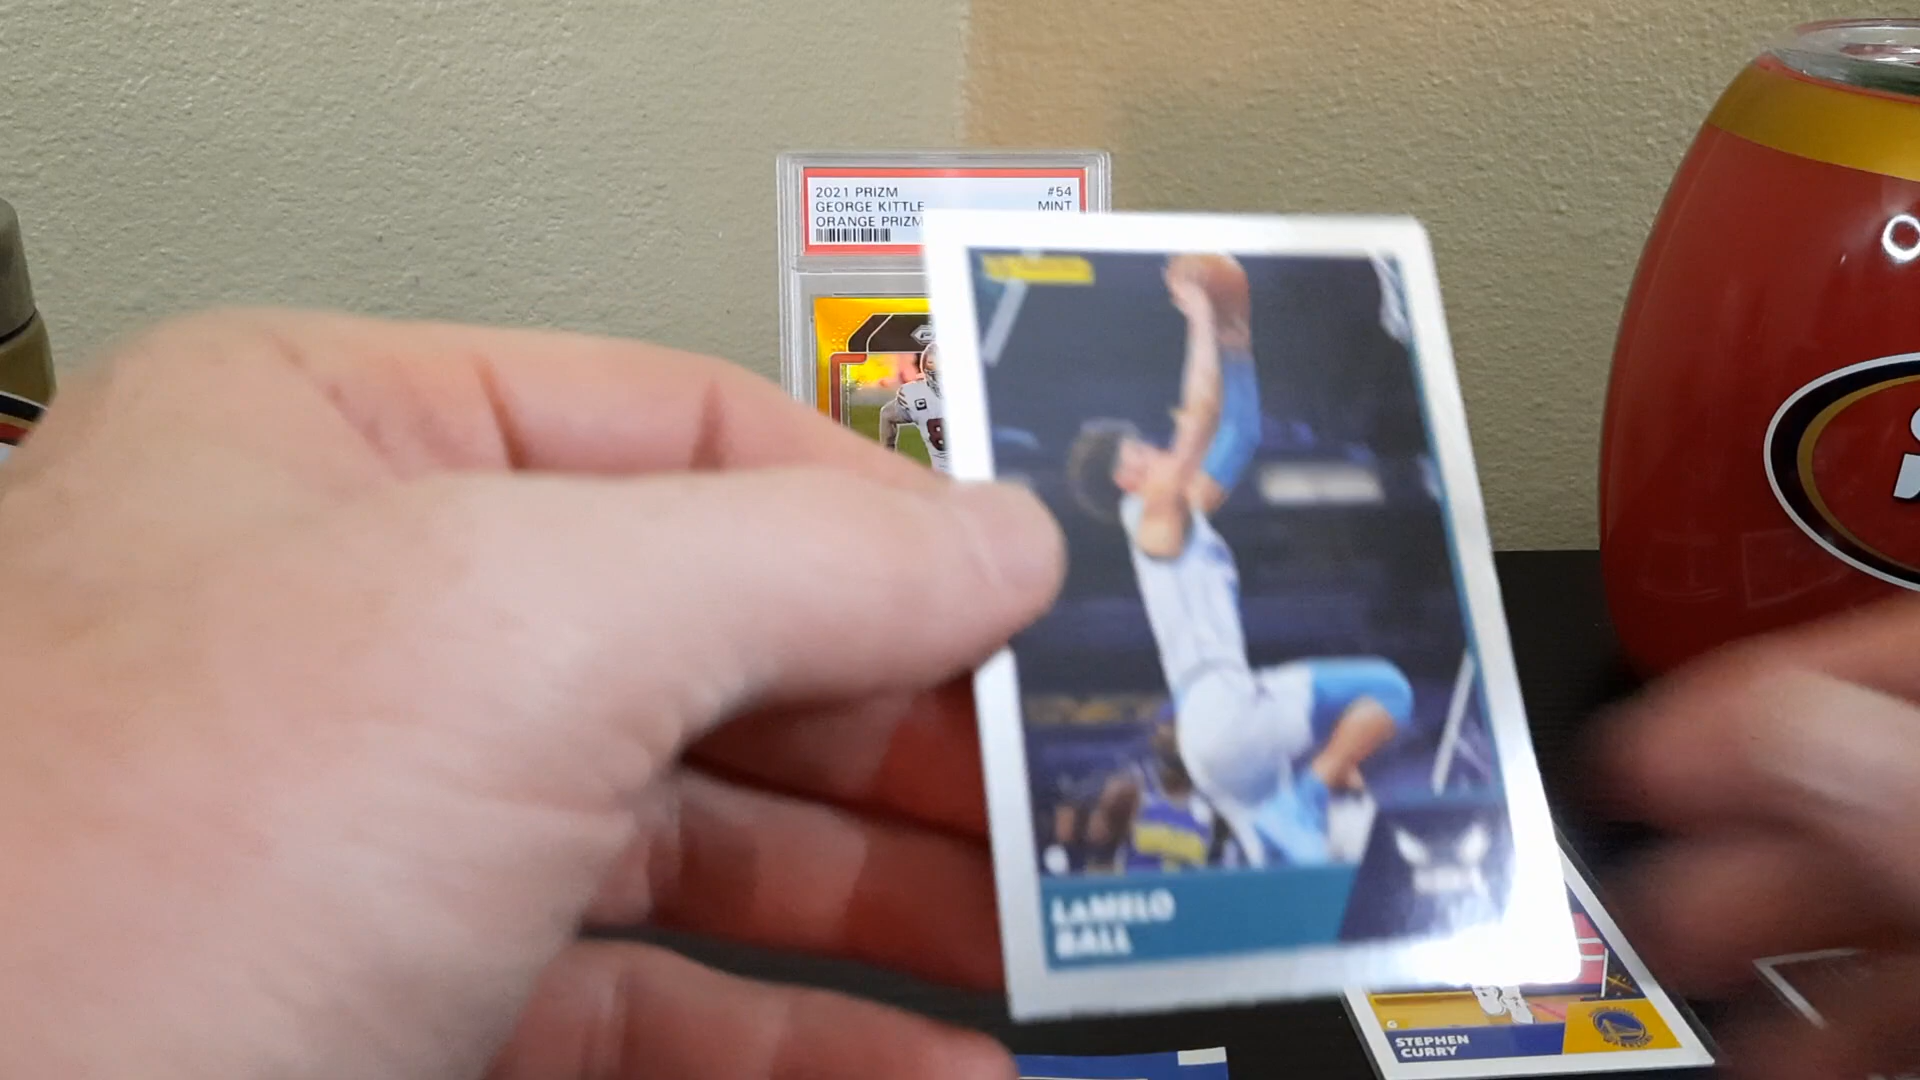 2021 PRIZM #54
GEORGE KITTLE MINT
ORANGE PRIZM
LAMELO
BALL
STEPHEN
CURRY